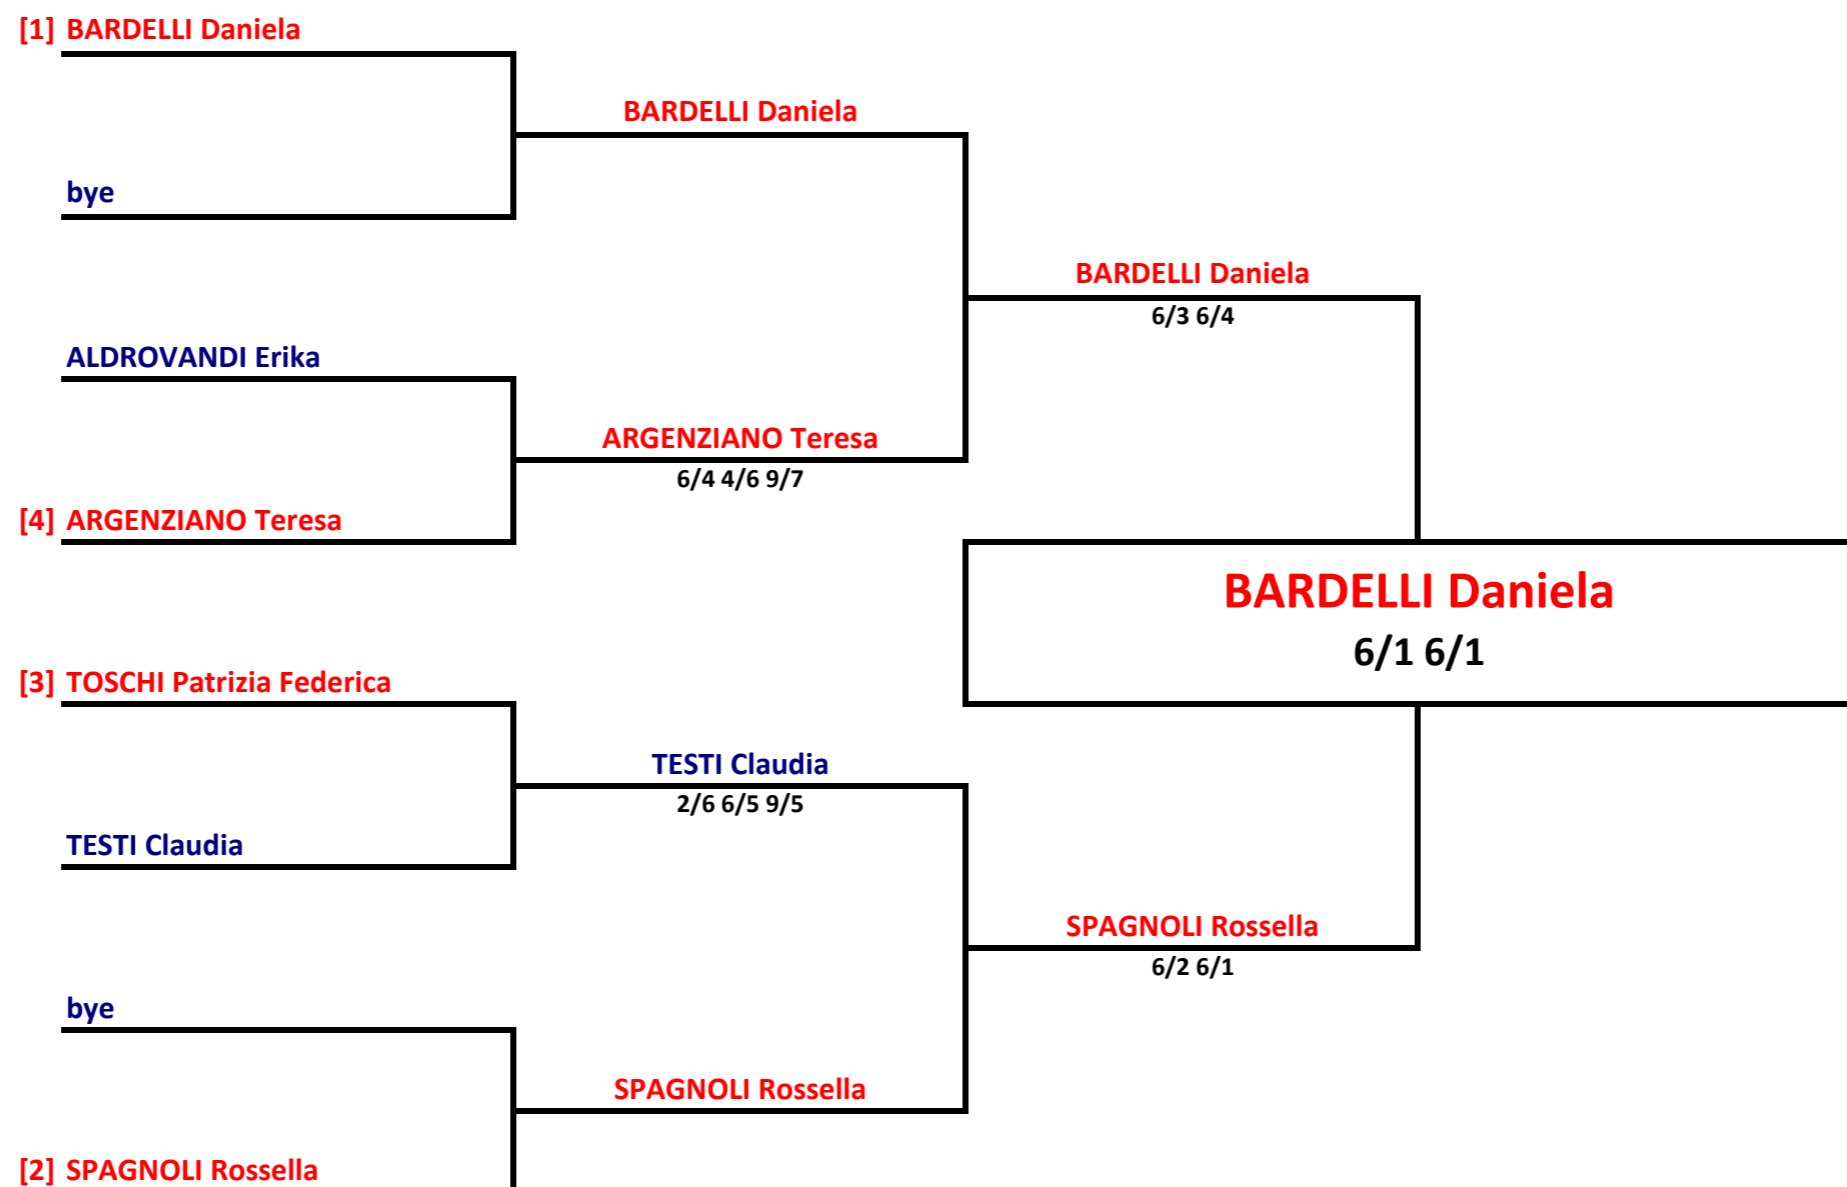 [1] BARDELLI Daniela
BARDELLI Daniela
bye
BARDELLI Daniela
6/3 6/4
ALDROVANDI Erika
ARGENZIANO Teresa
6/4 4/6 9/7
[4] ARGENZIANO Teresa
BARDELLI Daniela
6/1 6/1
[3] TOSCHI Patrizia Federica
TESTI Claudia
2/6 6/5 9/5
TESTI Claudia
SPAGNOLI Rossella
6/2 6/1
bye
SPAGNOLI Rossella
[2] SPAGNOLI Rossella